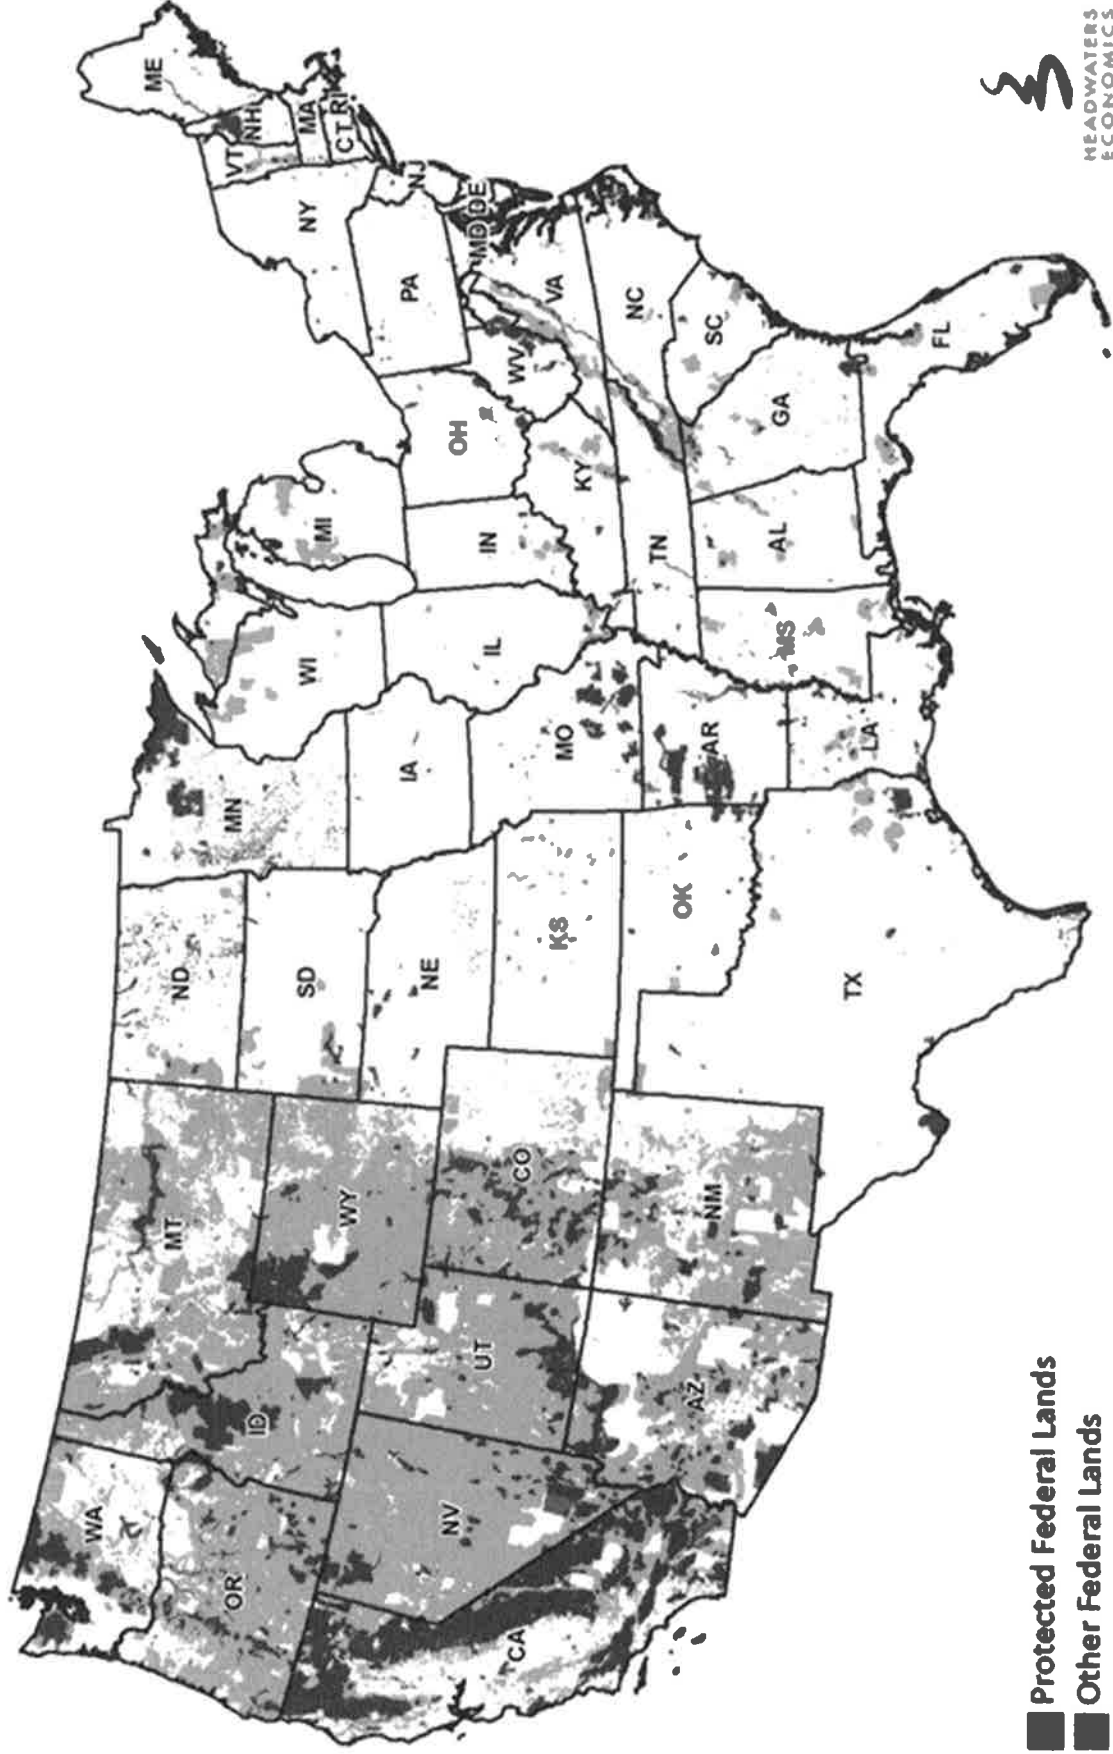 WA
OR
CA
NV
ID
MT
WY
UT
AZ
CO
NM
ND
SD
NE
KS
OK
TX
MN
IA
MO
AR
LA
WI
IL
MS
MI
IN
KY
TN
AL
OH
WV
GA
FL
SC
NC
VA
PA
MD
DE
NJ
NY
VT
NH
MA
CT
RI
ME
Protected Federal Lands
Other Federal Lands
HEADWATERS
ECONOMICS